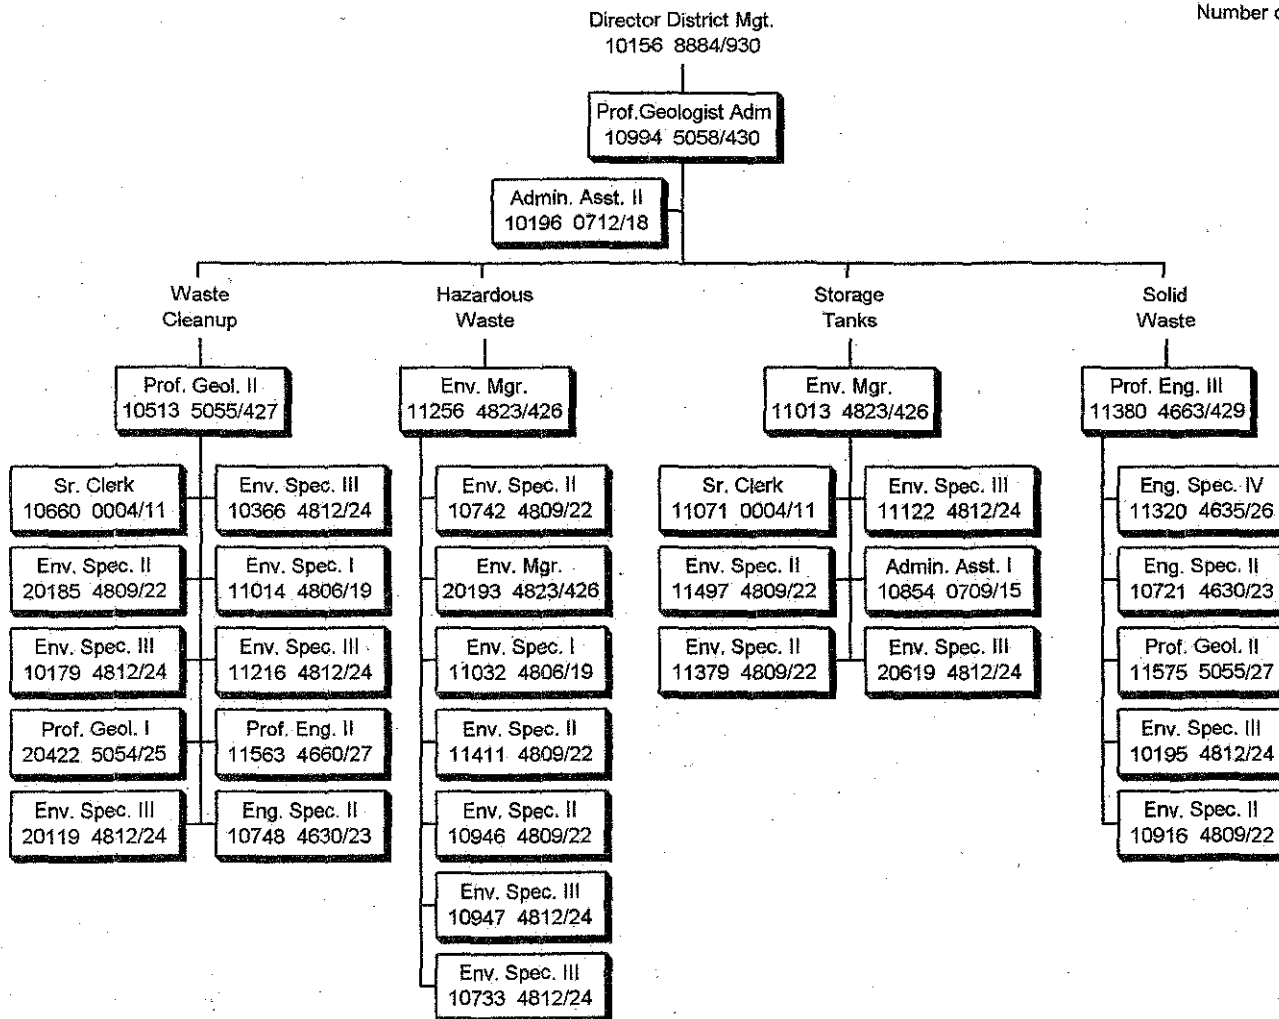 Number o
Director District Mgt.
10156 8884/930
Prof.Geologist Adm
10994 5058/430
Admin. Asst. II
10196 0712/18
Waste
Cleanup
Hazardous
Waste
Storage
Tanks
Solid
Waste
Prof. Geol. II
10513 5055/427
Env. Mgr.
11256 4823/426
Env. Mgr.
11013 4823/426
Prof. Eng. III
11380 4663/429
Sr. Clerk
10660 0004/11
Env. Spec. III
10366 4812/24
Env. Spec. II
20185 4809/22
Env. Spec. I
11014 4806/19
Env. Spec. III
10179 4812/24
Env. Spec. III
11216 4812/24
Prof. Geol. I
20422 5054/25
Prof. Eng. II
11563 4660/27
Env. Spec. III
20119 4812/24
Eng. Spec. II
10748 4630/23
Env. Spec. II
10742 4809/22
Env. Mgr.
20193 4823/426
Env. Spec. I
11032 4806/19
Env. Spec. II
11411 4809/22
Env. Spec. II
10946 4809/22
Env. Spec. III
10947 4812/24
Env. Spec. III
10733 4812/24
Sr. Clerk
11071 0004/11
Env. Spec. III
11122 4812/24
Env. Spec. II
11497 4809/22
Admin. Asst. I
10854 0709/15
Env. Spec. II
11379 4809/22
Env. Spec. III
20619 4812/24
Eng. Spec. IV
11320 4635/26
Eng. Spec. II
10721 4630/23
Prof. Geol. II
11575 5055/27
Env. Spec. III
10195 4812/24
Env. Spec. II
10916 4809/22